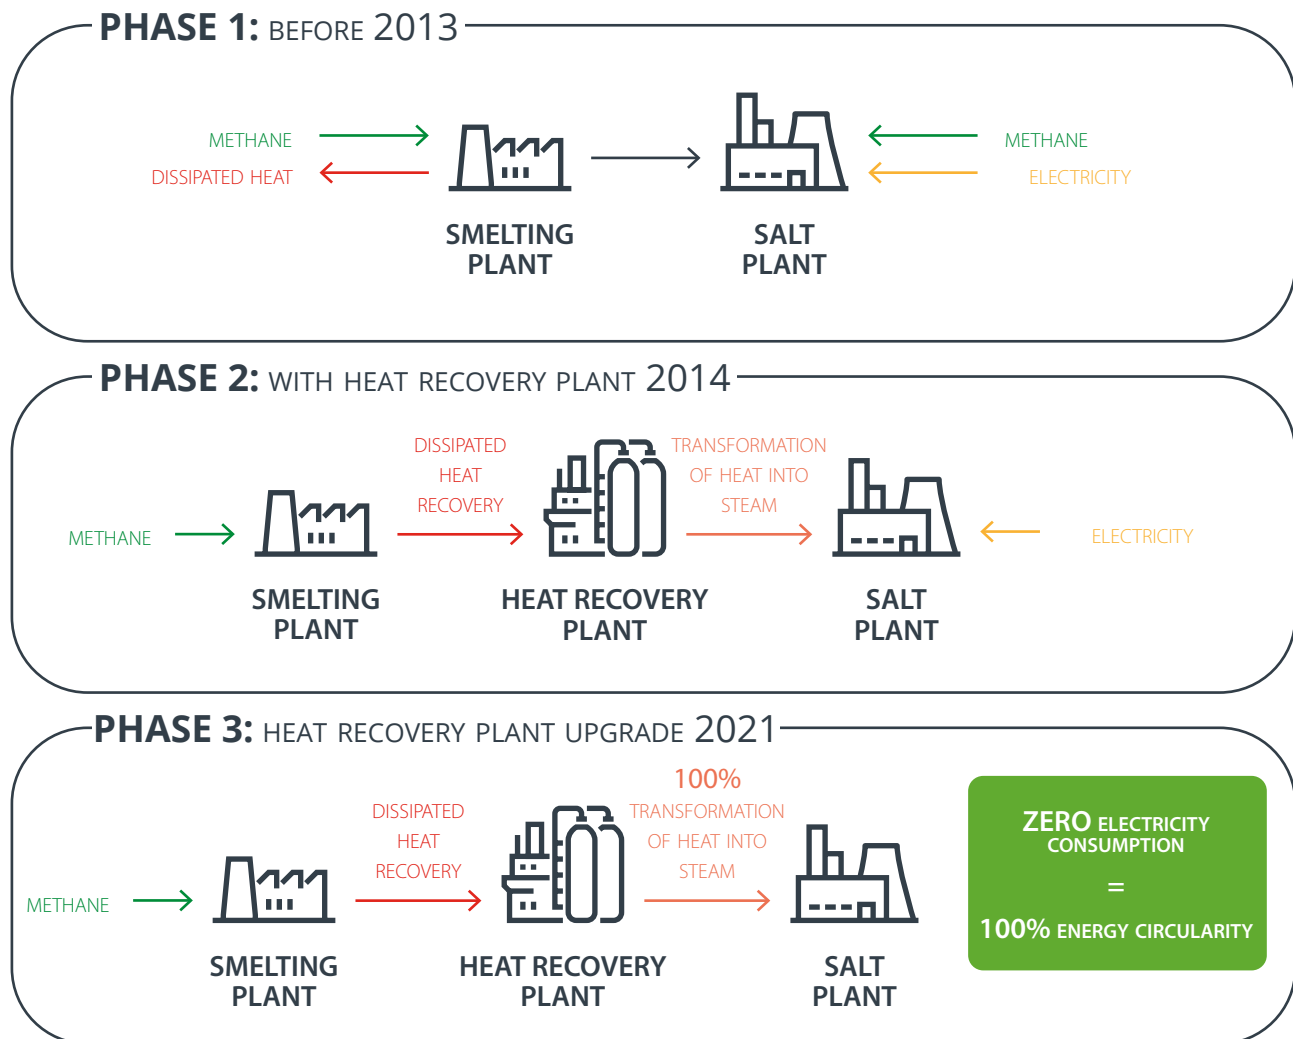 PHASE 1: BEFORE 2013
METHANE
DISSIPATED HEAT
METHANE
ELECTRICITY
SMELTING
PLANT
SALT
PLANT
PHASE 2: WITH HEAT RECOVERY PLANT 2014
DISSIPATED
HEAT
RECOVERY
TRANSFORMATION
OF HEAT INTO
STEAM
METHANE
ELECTRICITY
SMELTING
PLANT
HEAT RECOVERY
PLANT
SALT
PLANT
PHASE 3: HEAT RECOVERY PLANT UPGRADE 2021
DISSIPATED
HEAT
RECOVERY
100%
TRANSFORMATION
OF HEAT INTO
STEAM
METHANE
SMELTING
PLANT
HEAT RECOVERY
PLANT
SALT
PLANT
ZERO ELECTRICITY
CONSUMPTION
=
100% ENERGY CIRCULARITY